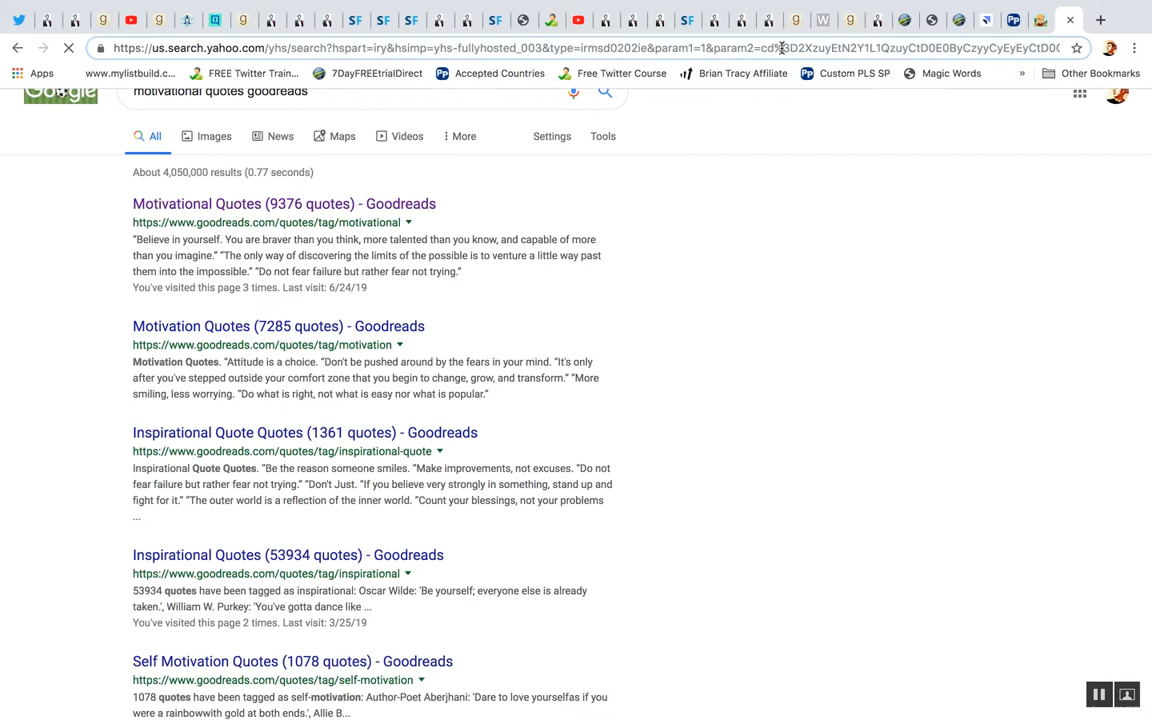 https://us.search.yahoo.com/yhs/search?hspart=iry&hsimp=yhs-fullyhosted_003&type=irmsd0202ie&param1=1&param2=cd%3D2XzuyEtN2Y1L1QzuyCtD0E0ByCzyyCyEyEyCtD0(
Apps
www.mylistbuild.c...
FREE Twitter Train...
7DayFREEtrialDirect
Accepted Countries
Free Twitter Course
Brian Tracy Affiliate
Custom PLS SP
Magic Words
»
Other Bookmarks
Google
motivational quotes goodreads
All
Images
News
Maps
Videos
More
Settings
Tools
About 4,050,000 results (0.77 seconds)
Motivational Quotes (9376 quotes) - Goodreads
https://www.goodreads.com/quotes/tag/motivational
“Believe in yourself. You are braver than you think, more talented than you know, and capable of more
than you imagine.” “The only way of discovering the limits of the possible is to venture a little way past
them into the impossible.” “Do not fear failure but rather fear not trying.”
You've visited this page 3 times. Last visit: 6/24/19
Motivation Quotes (7285 quotes) - Goodreads
https://www.goodreads.com/quotes/tag/motivation
Motivation Quotes. “Attitude is a choice. “Don't be pushed around by the fears in your mind. “It's only
after you've stepped outside your comfort zone that you begin to change, grow, and transform.” “More
smiling, less worrying. “Do what is right, not what is easy nor what is popular.”
Inspirational Quote Quotes (1361 quotes) - Goodreads
https://www.goodreads.com/quotes/tag/inspirational-quote
Inspirational Quote Quotes. “Be the reason someone smiles. “Make improvements, not excuses. “Do not
fear failure but rather fear not trying.” “Don't Just. “If you believe very strongly in something, stand up and
fight for it.” “The outer world is a reflection of the inner world. “Count your blessings, not your problems
...
Inspirational Quotes (53934 quotes) - Goodreads
https://www.goodreads.com/quotes/tag/inspirational
53934 quotes have been tagged as inspirational: Oscar Wilde: 'Be yourself; everyone else is already
taken.', William W. Purkey: 'You've gotta dance like ...
You've visited this page 2 times. Last visit: 3/25/19
Self Motivation Quotes (1078 quotes) - Goodreads
https://www.goodreads.com/quotes/tag/self-motivation
1078 quotes have been tagged as self-motivation: Author-Poet Aberjhani: 'Dare to love yourselfas if you
were a rainbowwith gold at both ends.', Allie B...